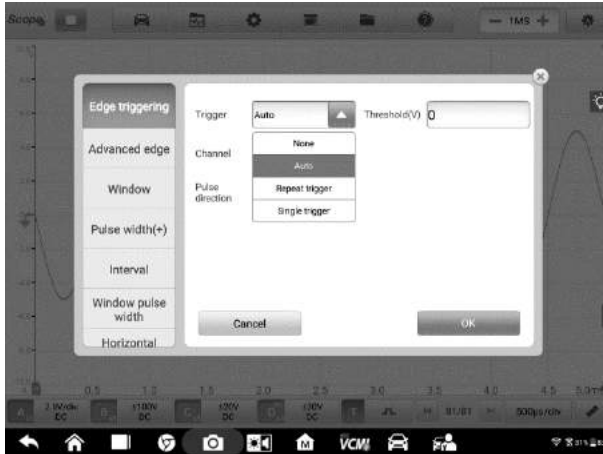 Scope
1MS
Edge triggering
Advanced edge
Window
Pulse width(+)
Interval
Window pulse
width
Horizontal
Trigger
Auto
Threshold(V)
0
Channel
None
Auto
Repeat trigger
Single trigger
Pulse
direction
Cancel
OK
0.5 1.0 1.5 2.0 2.5 3.0 3.5 4.0 4.5
A
DC
B
±100V
DC
C
±20V
DC
D
DC
T
01/01
500μs/div
VCMI